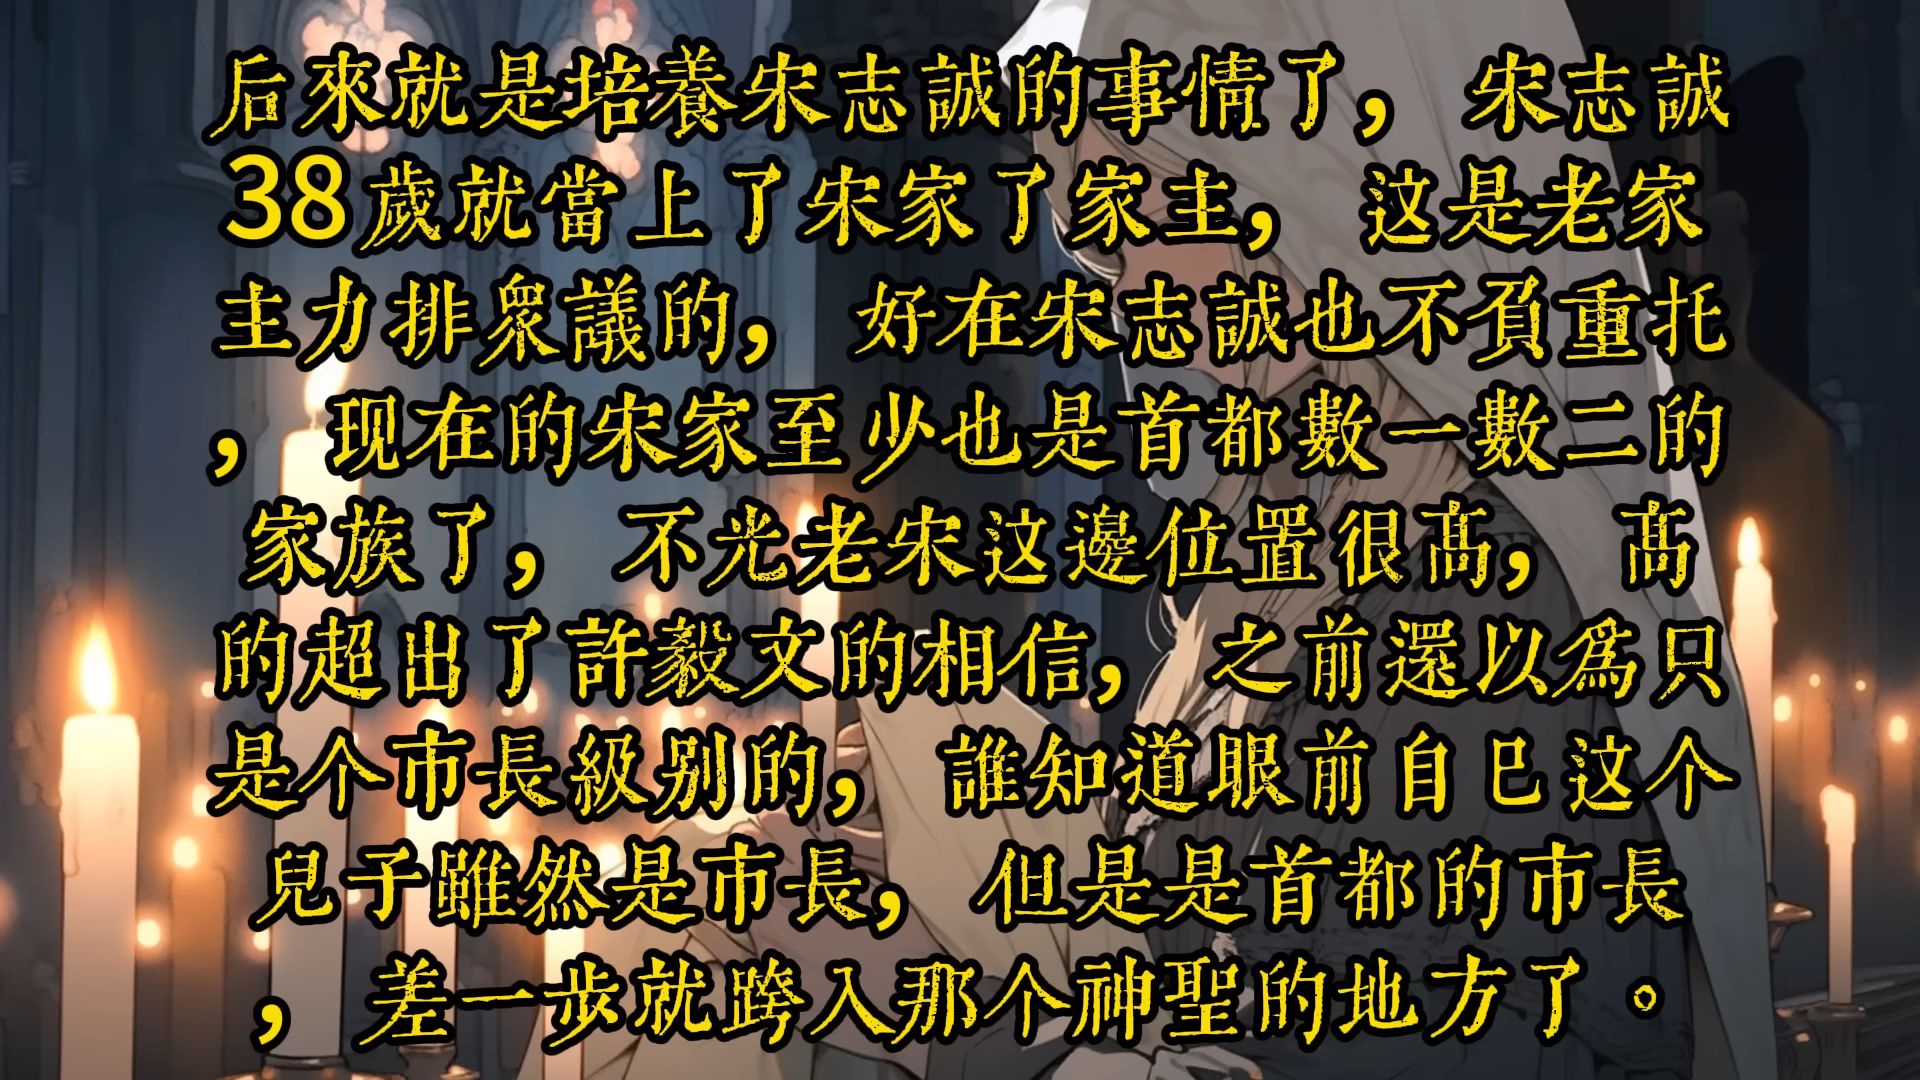 后來就是培養宋志誠的事情了，宋志誠
38歲就當上了宋家了家主，这是老家
主力排衆議的，好在宋志誠也不負重托
，现在的宋家至少也是首都數一數二的
家族了，不光老宋这邊位置很高，高
的超出了許毅文的相信，之前還以爲只
是个市長級别的，誰知道眼前自已这个
兒子雖然是市長，但是是首都的市長
，差一步就跨入那个神聖的地方了。